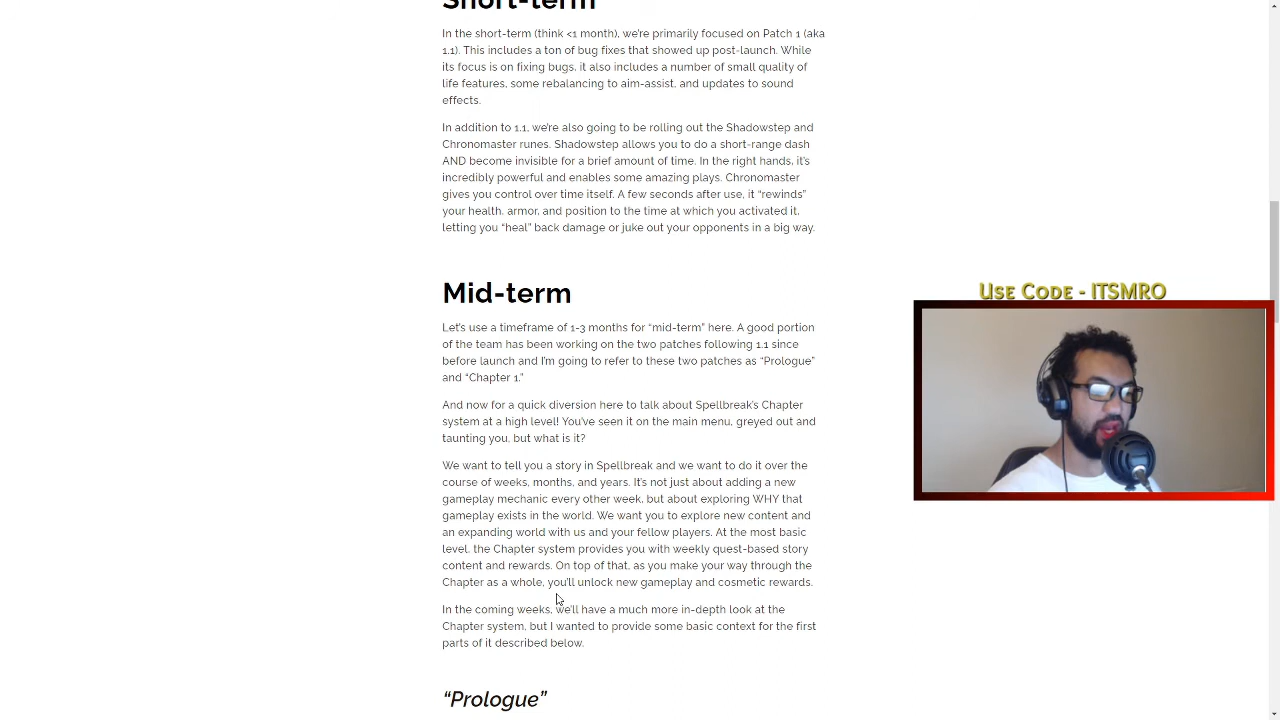 Short-term
In the short-term (think <1 month), we're primarily focused on Patch 1 (aka
1.1). This includes a ton of bug fixes that showed up post-launch. While
its focus is on fixing bugs, it also includes a number of small quality of
life features, some rebalancing to aim-assist, and updates to sound
effects.
In addition to 1.1, we're also going to be rolling out the Shadowstep and
Chronomaster runes. Shadowstep allows you to do a short-range dash
AND become invisible for a brief amount of time. In the right hands, it's
incredibly powerful and enables some amazing plays. Chronomaster
gives you control over time itself. A few seconds after use, it “rewinds”
your health, armor, and position to the time at which you activated it,
letting you “heal” back damage or juke out your opponents in a big way.
Mid-term
Let's use a timeframe of 1-3 months for “mid-term” here. A good portion
of the team has been working on the two patches following 1.1 since
before launch and I'm going to refer to these two patches as “Prologue”
and “Chapter 1.”
And now for a quick diversion here to talk about Spellbreak's Chapter
system at a high level! You've seen it on the main menu, greyed out and
taunting you, but what is it?
We want to tell you a story in Spellbreak and we want to do it over the
course of weeks, months, and years. It's not just about adding a new
gameplay mechanic every other week, but about exploring WHY that
gameplay exists in the world. We want you to explore new content and
an expanding world with us and your fellow players. At the most basic
level, the Chapter system provides you with weekly quest-based story
content and rewards. On top of that, as you make your way through the
Chapter as a whole, you'll unlock new gameplay and cosmetic rewards.
In the coming weeks, we'll have a much more in-depth look at the
Chapter system, but I wanted to provide some basic context for the first
parts of it described below.
“Prologue”
Use Code - ITSMRO